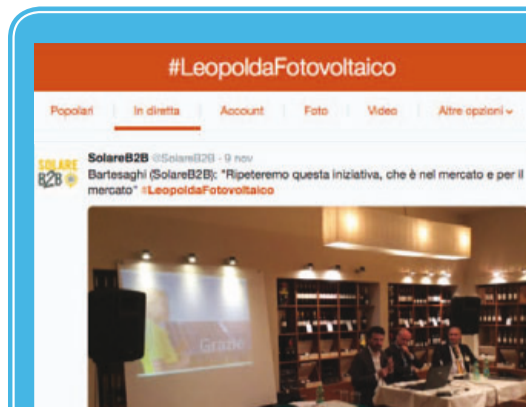 #LeopoldaFotovoltaico
Popolari In diretta Account Foto Video Altre opzioni
SOLARE
B2B
SolareB2B @SolareB2B - 9 nov
Bartesaghi (SolareB2B): "Ripeteremo questa iniziativa, che è nel mercato e per il
mercato" #LeopoldaFotovoltaico
Grazie